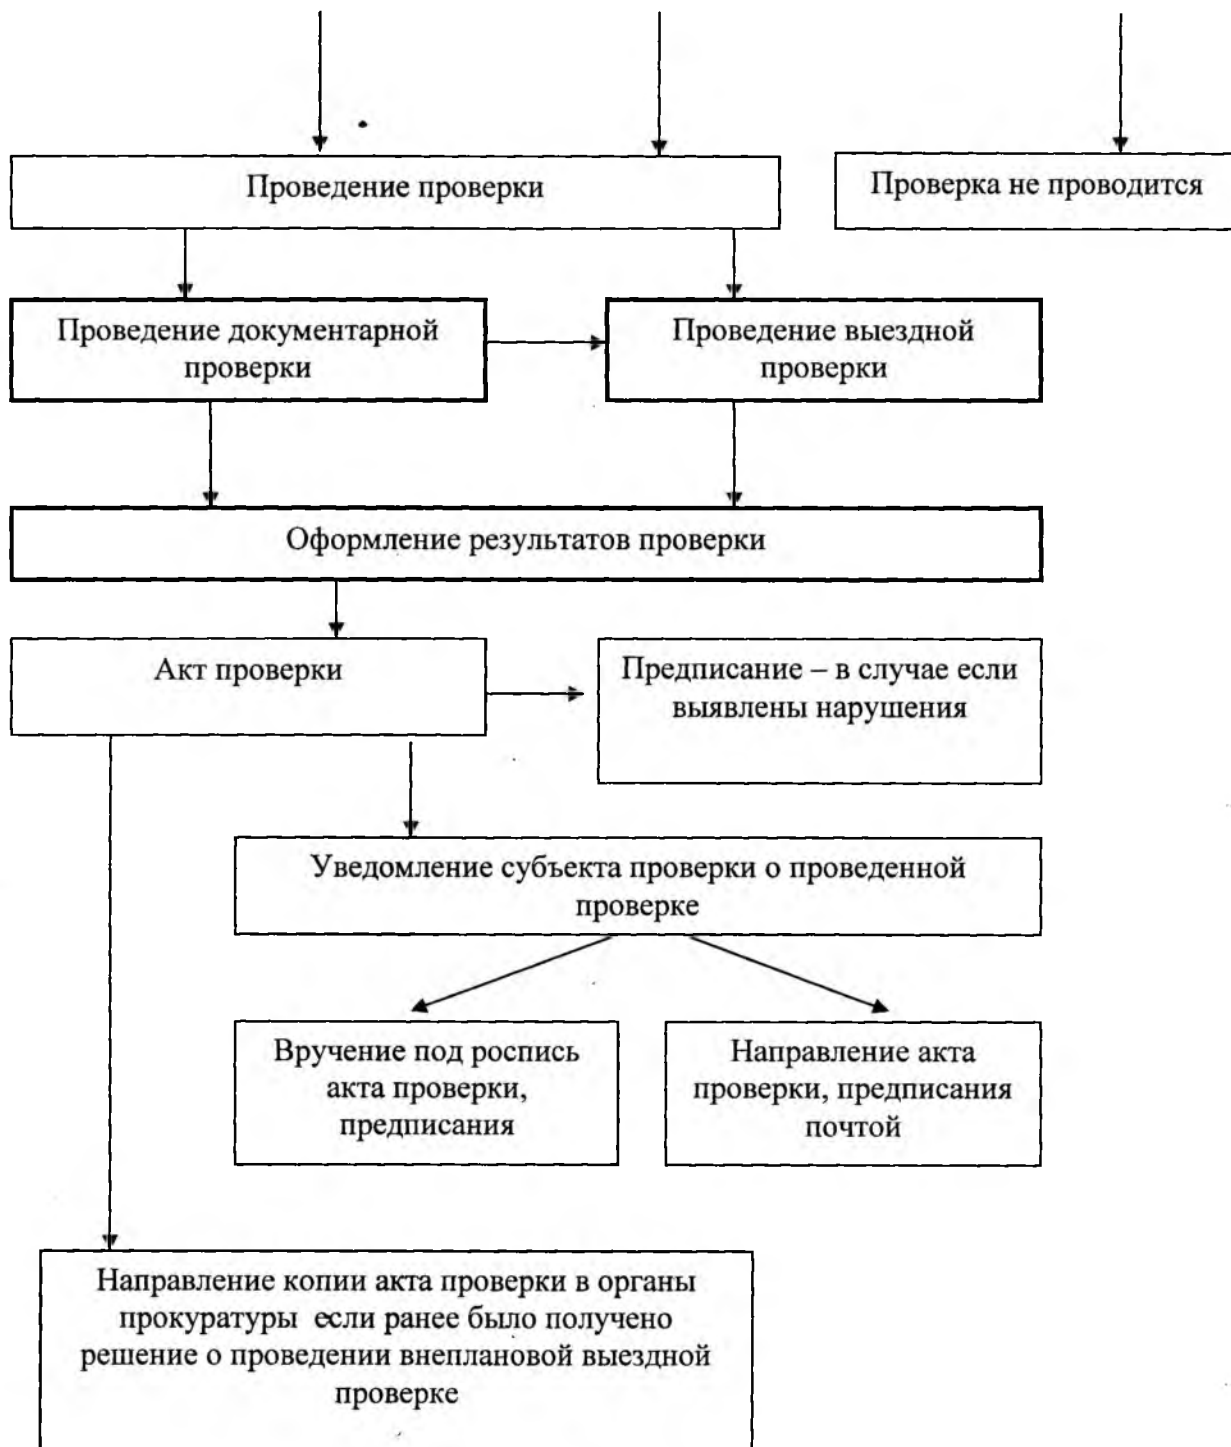 Проведение проверки
Проверка не проводится
Проведение документарной
проверки
Проведение выездной
проверки
Оформление результатов проверки
Акт проверки
Предписание – в случае если
выявлены нарушения
Уведомление субъекта проверки о проведенной
проверке
Вручение под роспись
акта проверки,
предписания
Направление акта
проверки, предписания
почтой
Направление копии акта проверки в органы
прокуратуры если ранее было получено
решение о проведении внеплановой выездной
проверке